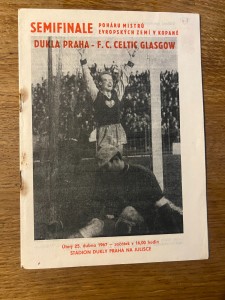 SEMIFINALE
POHÁRU MISTRŮ
EVROPSKÝCH ZEMÍ V KOPANÉ
DUKLA PRAHA - F. C. CELTIC GLASGOW
Úterý 25. dubna 1967 - začátek v 16,30 hodin
STADION DUKLY PRAHA NA JULISCE